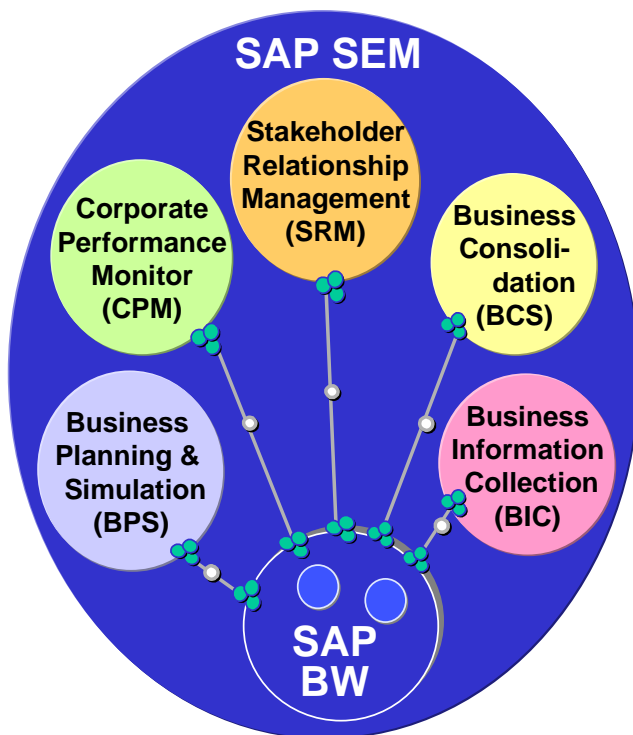 SAP SEM
Stakeholder
Relationship
Management
(SRM)
Corporate
Performance
Monitor
(CPM)
Business
Consoli-
dation
(BCS)
Business
Planning &
Simulation
(BPS)
Business
Information
Collection
(BIC)
SAP
BW